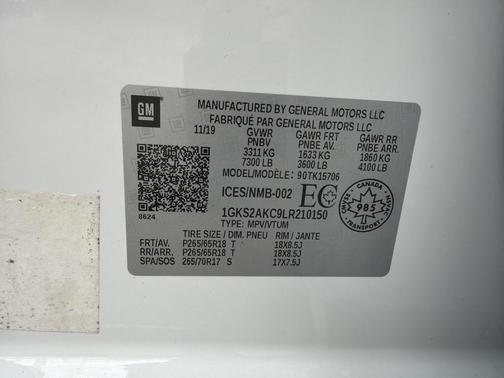 GM
MANUFACTURED BY GENERAL MOTORS LLC
FABRIQUÉ PAR GENERAL MOTORS LLC
11/19 GVWR GAWR FRT GAWR RR
PNBV PNBE AV. PNBE ARR.
3311 KG 1633 KG 1860 KG
7300 LB 3600 LB 4100 LB
MODEL/MODÈLE: 90TK15706
ICES/NMB-002 EC
CANADA
985
TRANSPORT
8624
1GKS2AKC9LR210150
TYPE: MPV/VTUM
TIRE SIZE / DIM. PNEU RIM / JANTE
FRT/AV. P265/65R18 T 18X8.5J
RR/ARR. P265/65R18 T 18X8.5J
SPA/SOS 265/70R17 S 17X7.5J